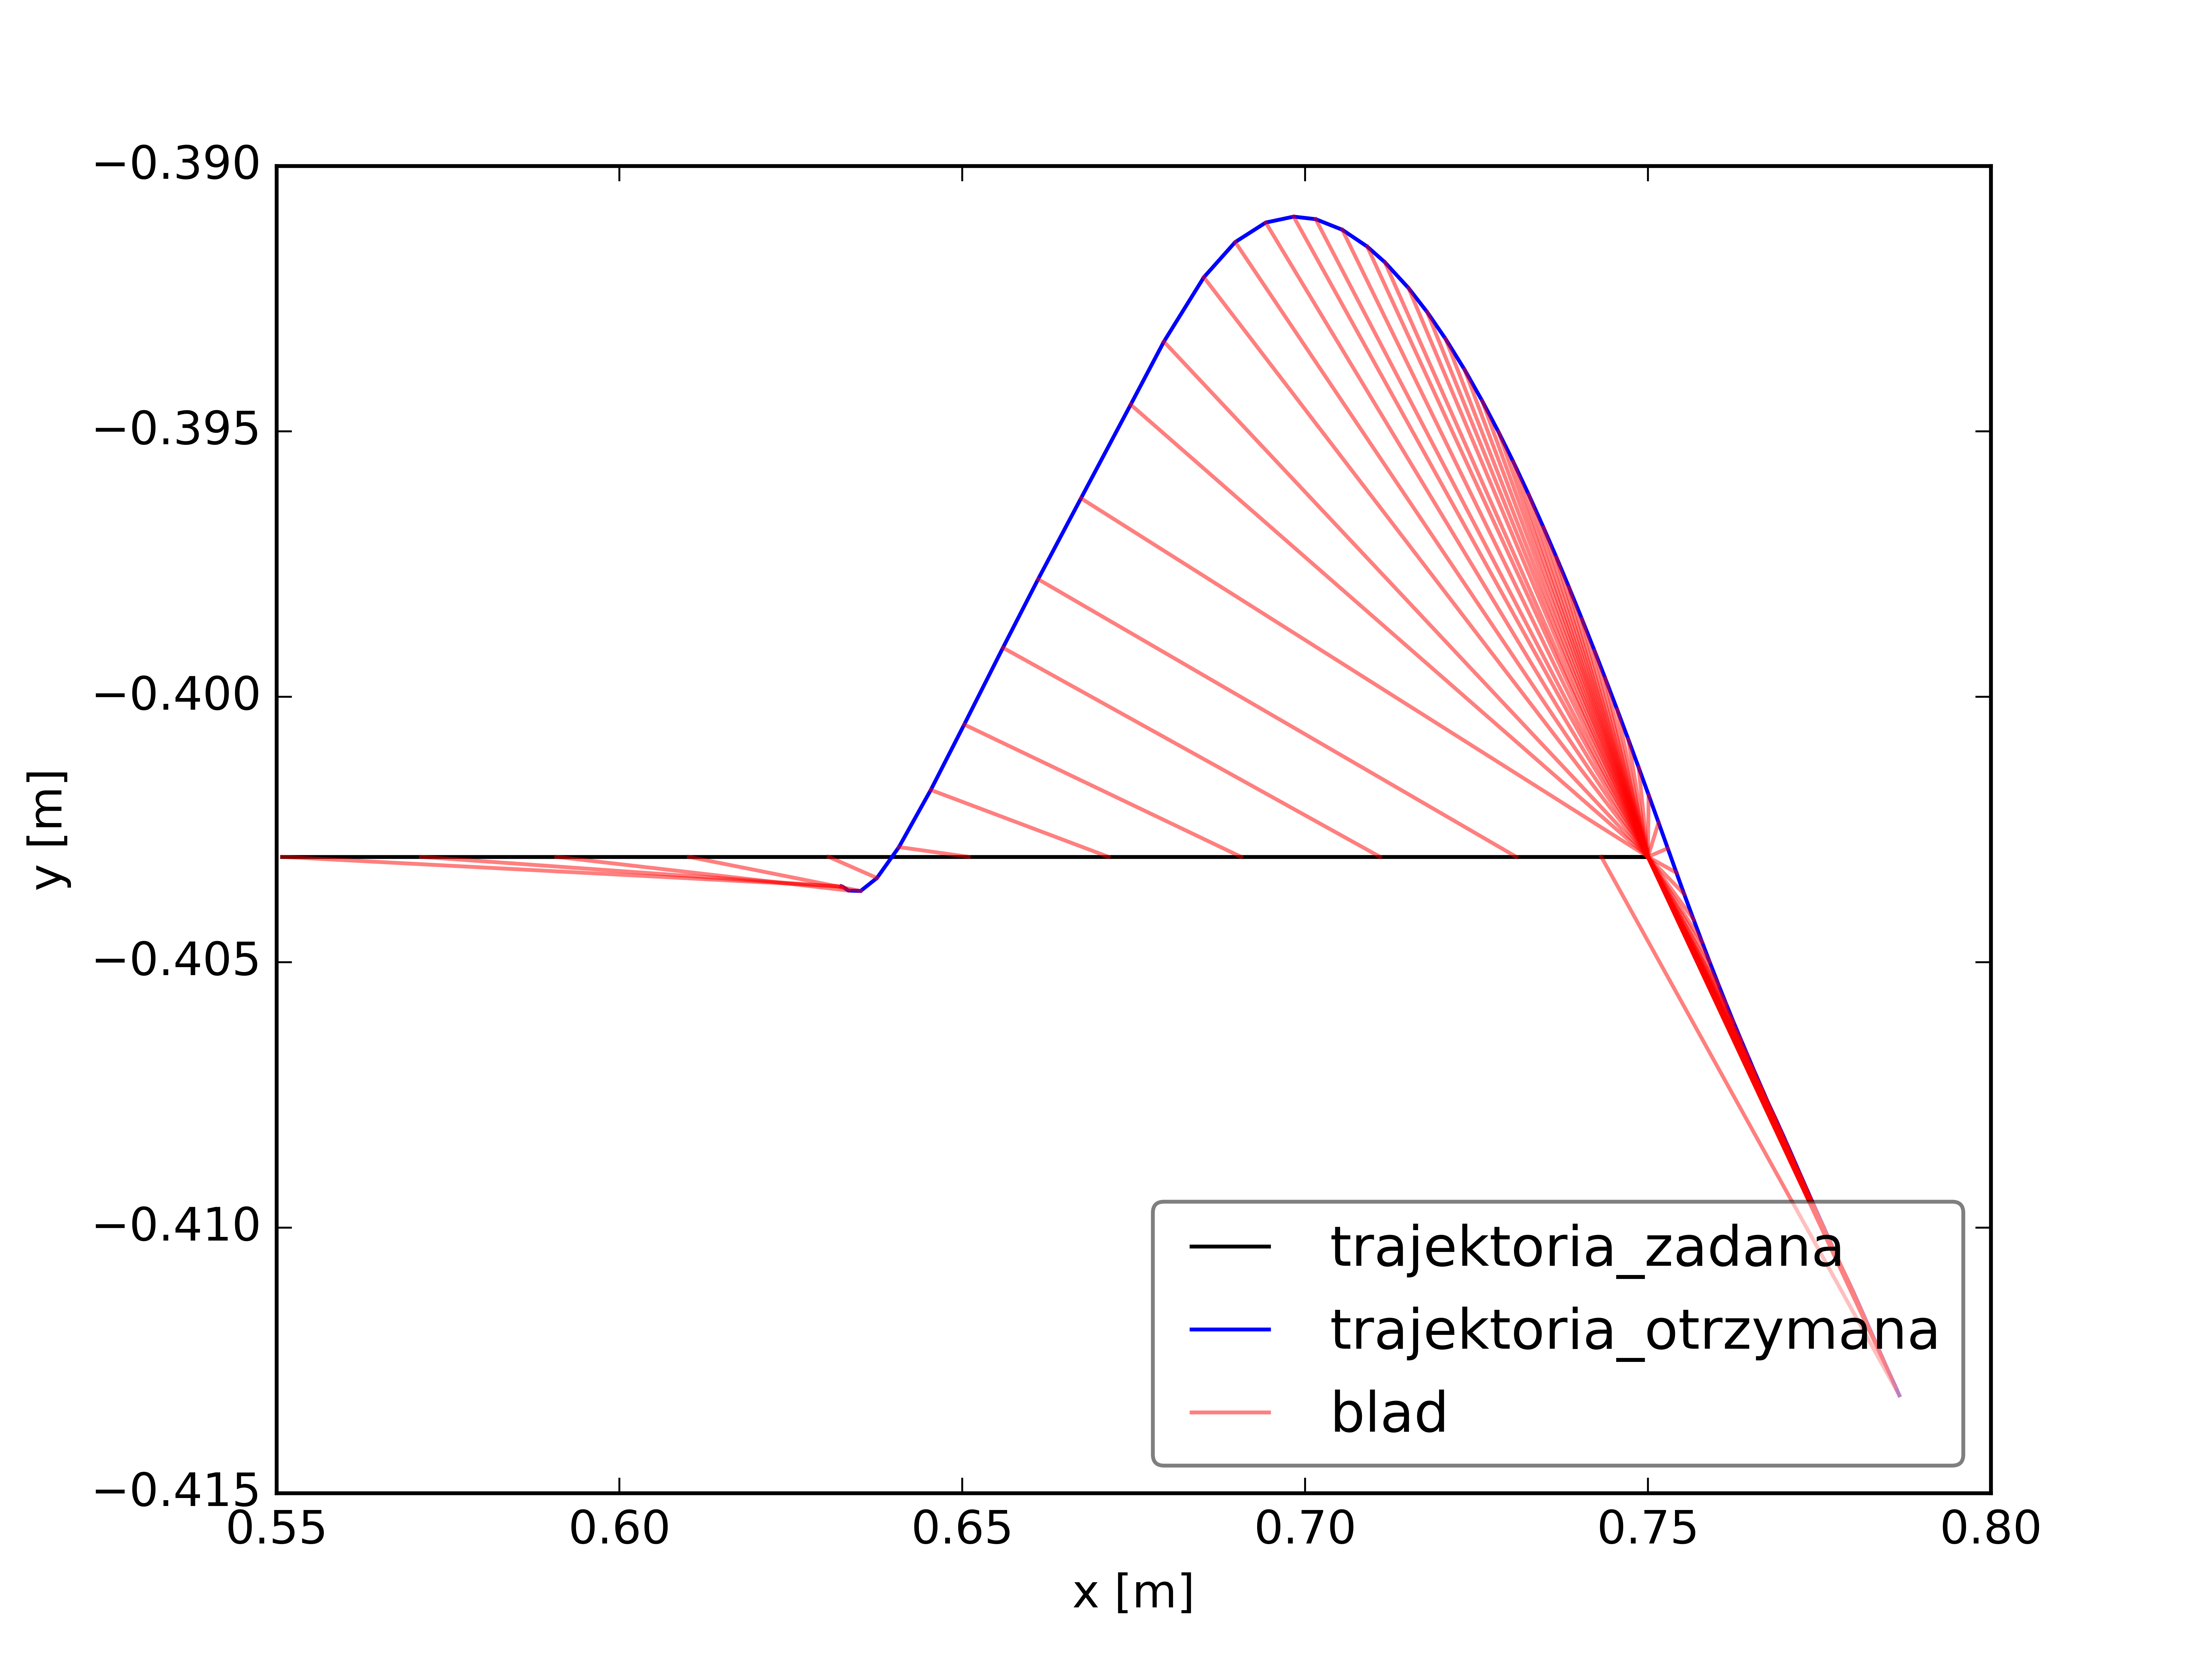 −0.390
−0.395
−0.400
−0.405
−0.410
−0.415
y [m]
0.55 0.60 0.65 0.70 0.75 0.80
x [m]
trajektoria_zadana
trajektoria_otrzymana
blad